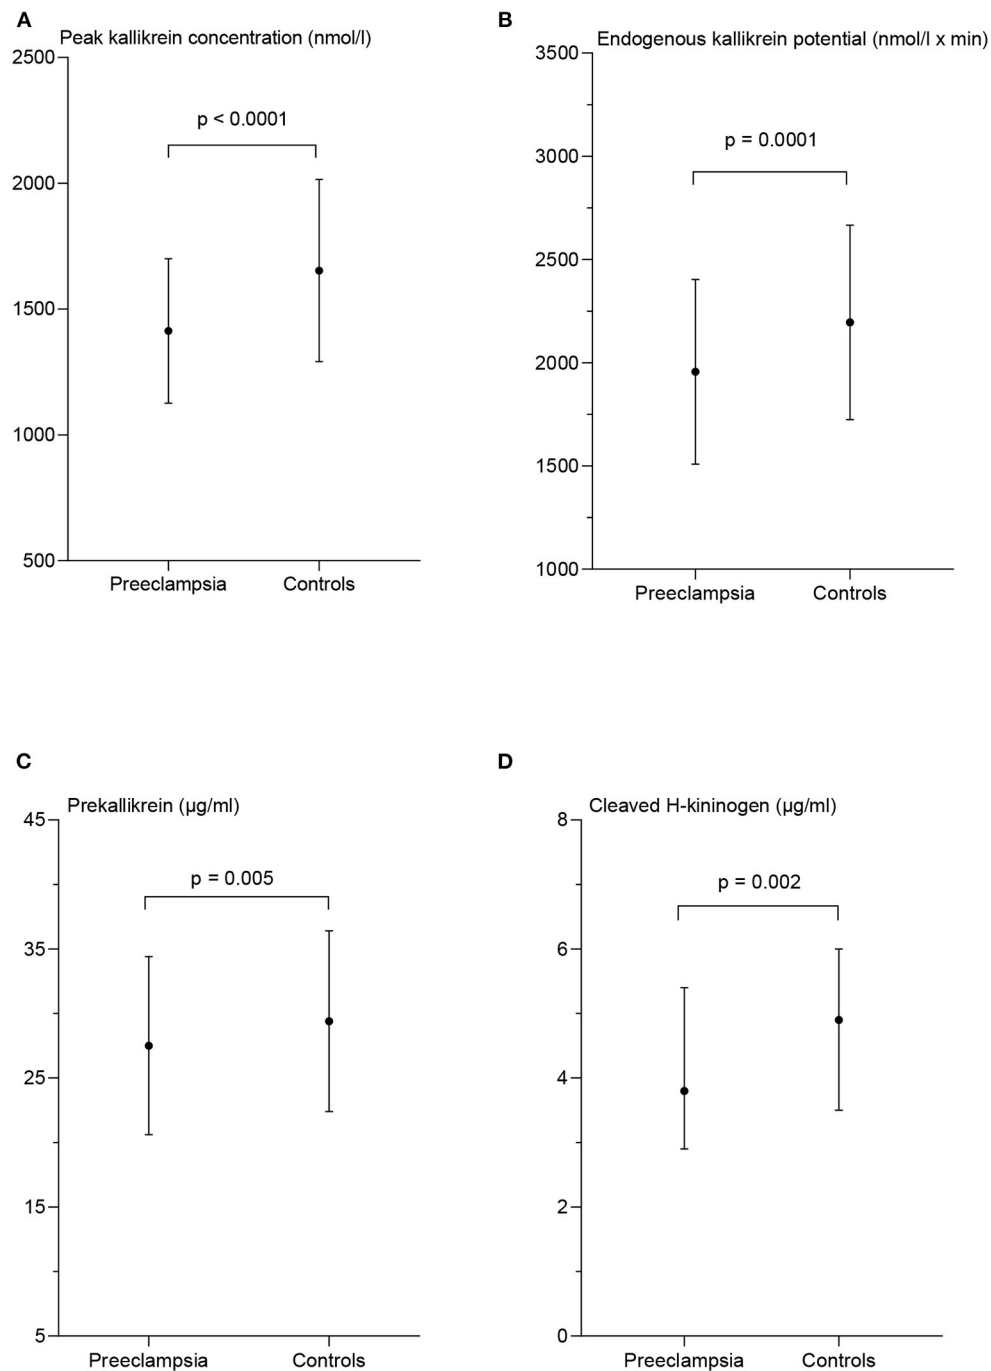 A
Peak kallikrein concentration (nmol/l)
2500
p < 0.0001
2000
1500
1000
500
Preeclampsia Controls
B
Endogenous kallikrein potential (nmol/l x min)
3500
p = 0.0001
3000
2500
2000
1500
1000
Preeclampsia Controls
C
Prekallikrein (µg/ml)
45
p = 0.005
35
25
15
5
Preeclampsia Controls
D
Cleaved H-kininogen (µg/ml)
8
p = 0.002
6
4
2
0
Preeclampsia Controls